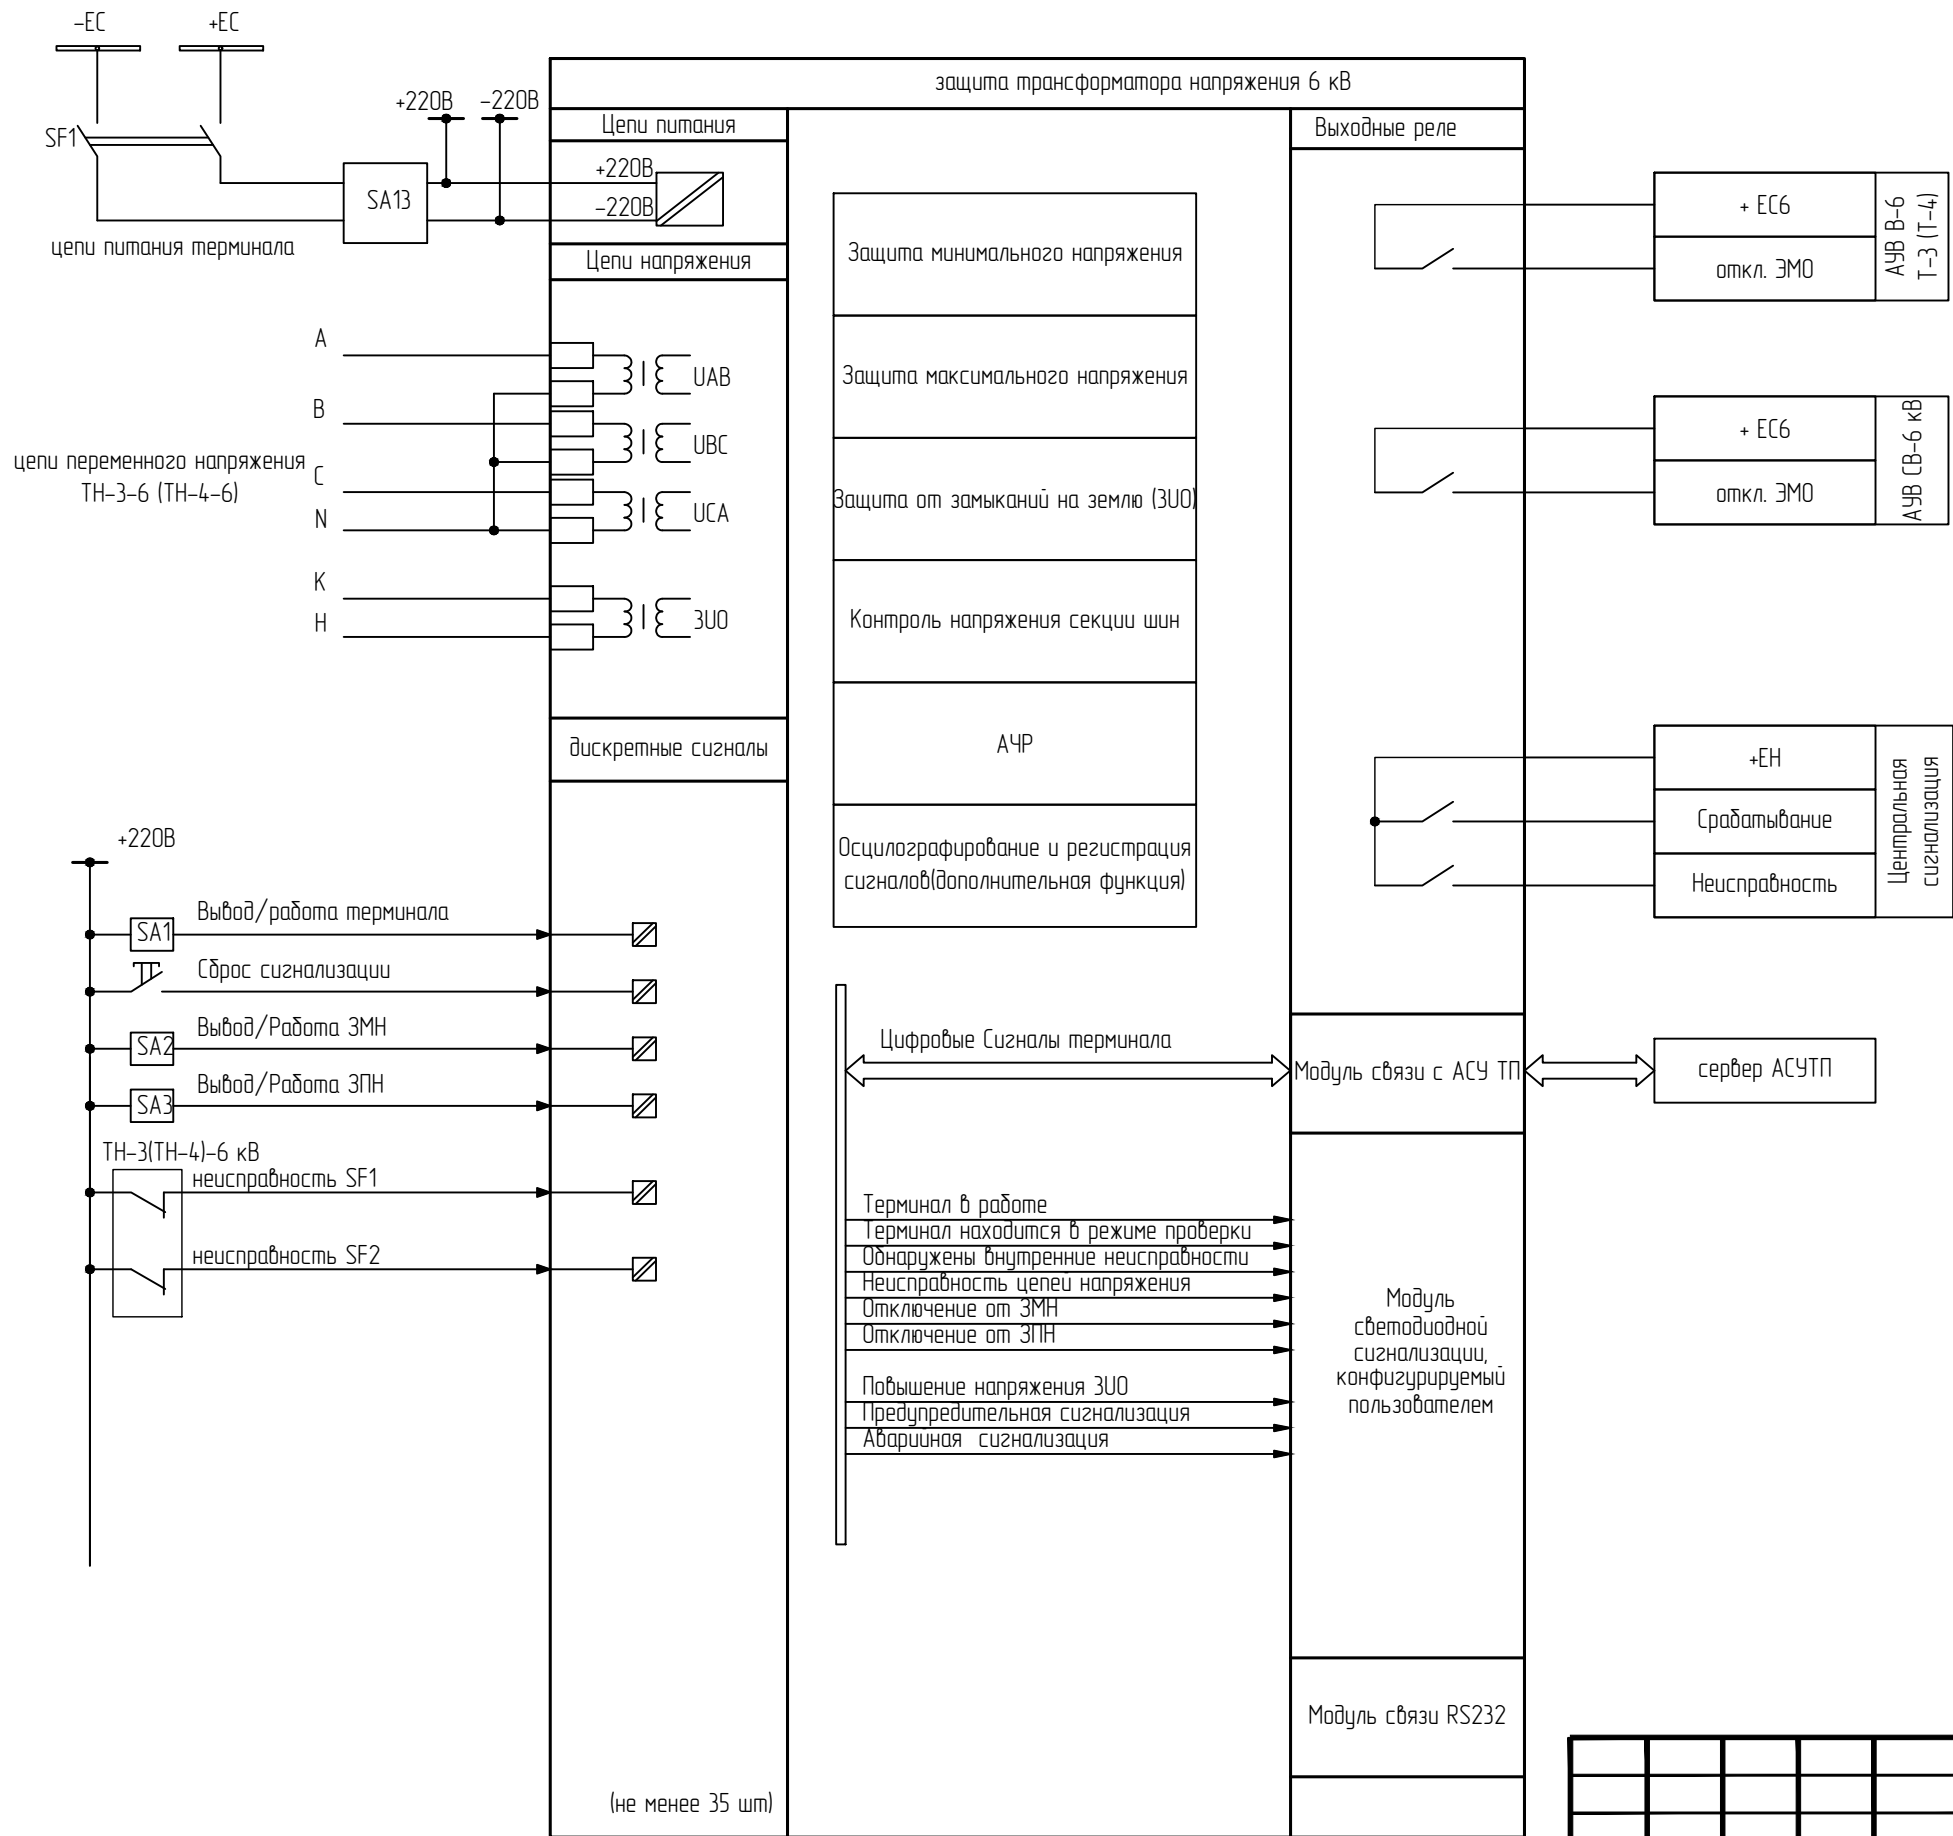 -ЕС
+ЕС
защита трансформатора напряжения 6 кВ
+220В
-220В
Цепи питания
Выходные реле
SF1
+220В
-220В
SA13
цепи питания терминала
Цепи напряжения
+ ЕС6
откл. ЭМО
АУВ В-6
Т-3 (Т-4)
Защита минимального напряжения
A
UAB
Защита максимального напряжения
B
UBC
+ ЕС6
откл. ЭМО
АУВ СВ-6 кВ
цепи переменного напряжения
ТН-3-6 (ТН-4-6)
C
N
UCA
Защита от замыканий на землю (3UO)
К
Н
3UO
Контроль напряжения секции шин
дискретные сигналы
АЧР
+ЕН
Срабатывание
Неисправность
Центральная
сигнализация
Осцилографирование и регистрация
сигналов(дополнительная функция)
+220В
SA1
Вывод/работа терминала
Сброс сигнализации
SA2
Вывод/Работа ЗМН
SA3
Вывод/Работа ЗПН
ТН-3(ТН-4)-6 кВ
неисправность SF1
неисправность SF2
Цифровые Сигналы терминала
Модуль связи с АСУ ТП
сервер АСУТП
Терминал в работе
Терминал находится в режиме проверки
Обнаружены внутренние неисправности
Неисправность цепей напряжения
Отключение от ЗМН
Отключение от ЗПН
Повышение напряжения 3UO
Предупредительная сигнализация
Аварийная сигнализация
Модуль
светодиодной
сигнализации,
конфигурируемый
пользователем
Модуль связи RS232
(не менее 35 шт)